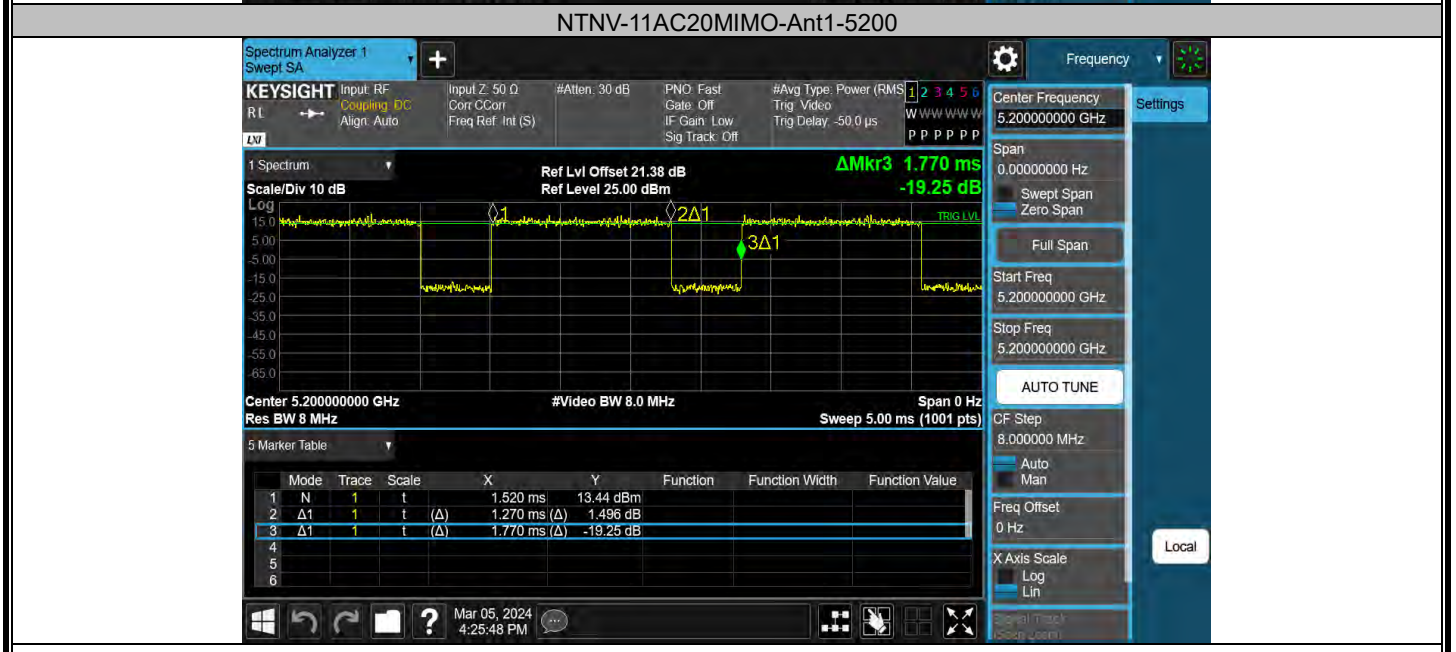 NTNV-11AC20MIMO-Ant1-5200
Spectrum Analyzer 1
Swept SA
+
Frequency
KEYSIGHT
RL
LXI
Input: RF
Coupling: DC
Align: Auto
Input Z: 50 Ω
Corr CCorr
Freq Ref: Int (S)
#Atten: 30 dB
PNO: Fast
Gate: Off
IF Gain: Low
Sig Track: Off
#Avg Type: Power (RMS
Trig: Video
Trig Delay: -50.0 µs
1 2 3 4 5 6
W W W W W W
P P P P P P
Center Frequency
5.200000000 GHz
Settings
Span
0.00000000 Hz
Swept Span
Zero Span
Full Span
Start Freq
5.200000000 GHz
Stop Freq
5.200000000 GHz
AUTO TUNE
CF Step
8.000000 MHz
Auto
Man
Freq Offset
0 Hz
X Axis Scale
Log
Lin
Signal Track
(Span Zoom)
Local
1 Spectrum
Scale/Div 10 dB
Ref Lvl Offset 21.38 dB
Ref Level 25.00 dBm
ΔMkr3 1.770 ms
-19.25 dB
Log
15.0
5.00
-5.00
-15.0
-25.0
-35.0
-45.0
-55.0
-65.0
1
2Δ1
3Δ1
TRIG LVL
Center 5.200000000 GHz
Res BW 8 MHz
#Video BW 8.0 MHz
Span 0 Hz
Sweep 5.00 ms (1001 pts)
5 Marker Table
Mode Trace Scale X Y Function Function Width Function Value
1 N 1 t 1.520 ms 13.44 dBm
2 Δ1 1 t (Δ) 1.270 ms (Δ) 1.496 dB
3 Δ1 1 t (Δ) 1.770 ms (Δ) -19.25 dB
4
5
6
?
Mar 05, 2024
4:25:48 PM